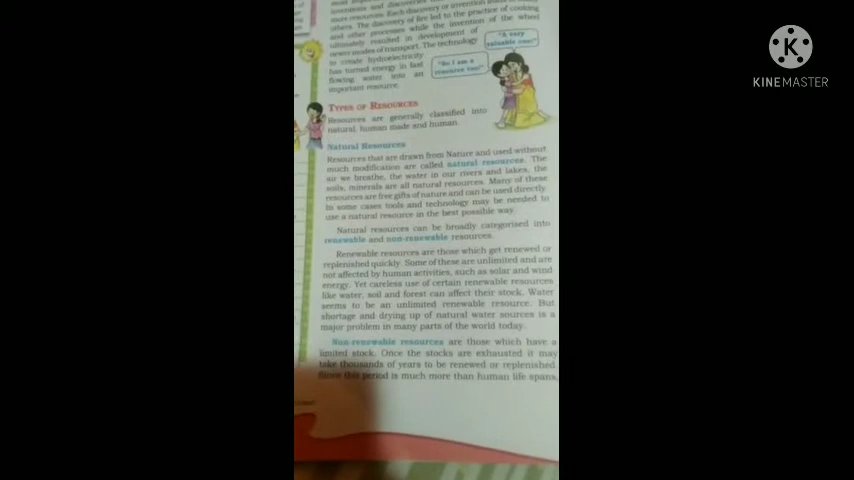 inventions and discoveries
more resources. Each discovery or invention leads to many
others. The discovery of fire led to the practice of cooking
and other processes while the invention of the wheel
ultimately resulted in development of
newer modes of transport. The technology
to create hydroelectricity
has turned energy in fast
flowing water into an
important resource.
"A very
valuable one!"
"So I am a
resource too!"
TYPES OF RESOURCES
Resources are generally classified into
natural, human made and human.
Natural Resources
Resources that are drawn from Nature and used without
much modification are called natural resources. The
air we breathe, the water in our rivers and lakes, the
soils, minerals are all natural resources. Many of these
resources are free gifts of nature and can be used directly.
In some cases tools and technology may be needed to
use a natural resource in the best possible way.
Natural resources can be broadly categorised into
renewable and non-renewable resources.
Renewable resources are those which get renewed or
replenished quickly. Some of these are unlimited and are
not affected by human activities, such as solar and wind
energy. Yet careless use of certain renewable resources
like water, soil and forest can affect their stock. Water
seems to be an unlimited renewable resource. But
shortage and drying up of natural water sources is a
major problem in many parts of the world today.
Non-renewable resources are those which have a
limited stock. Once the stocks are exhausted it may
take thousands of years to be renewed or replenished
this period is much more than human life spans,
KINEMASTER